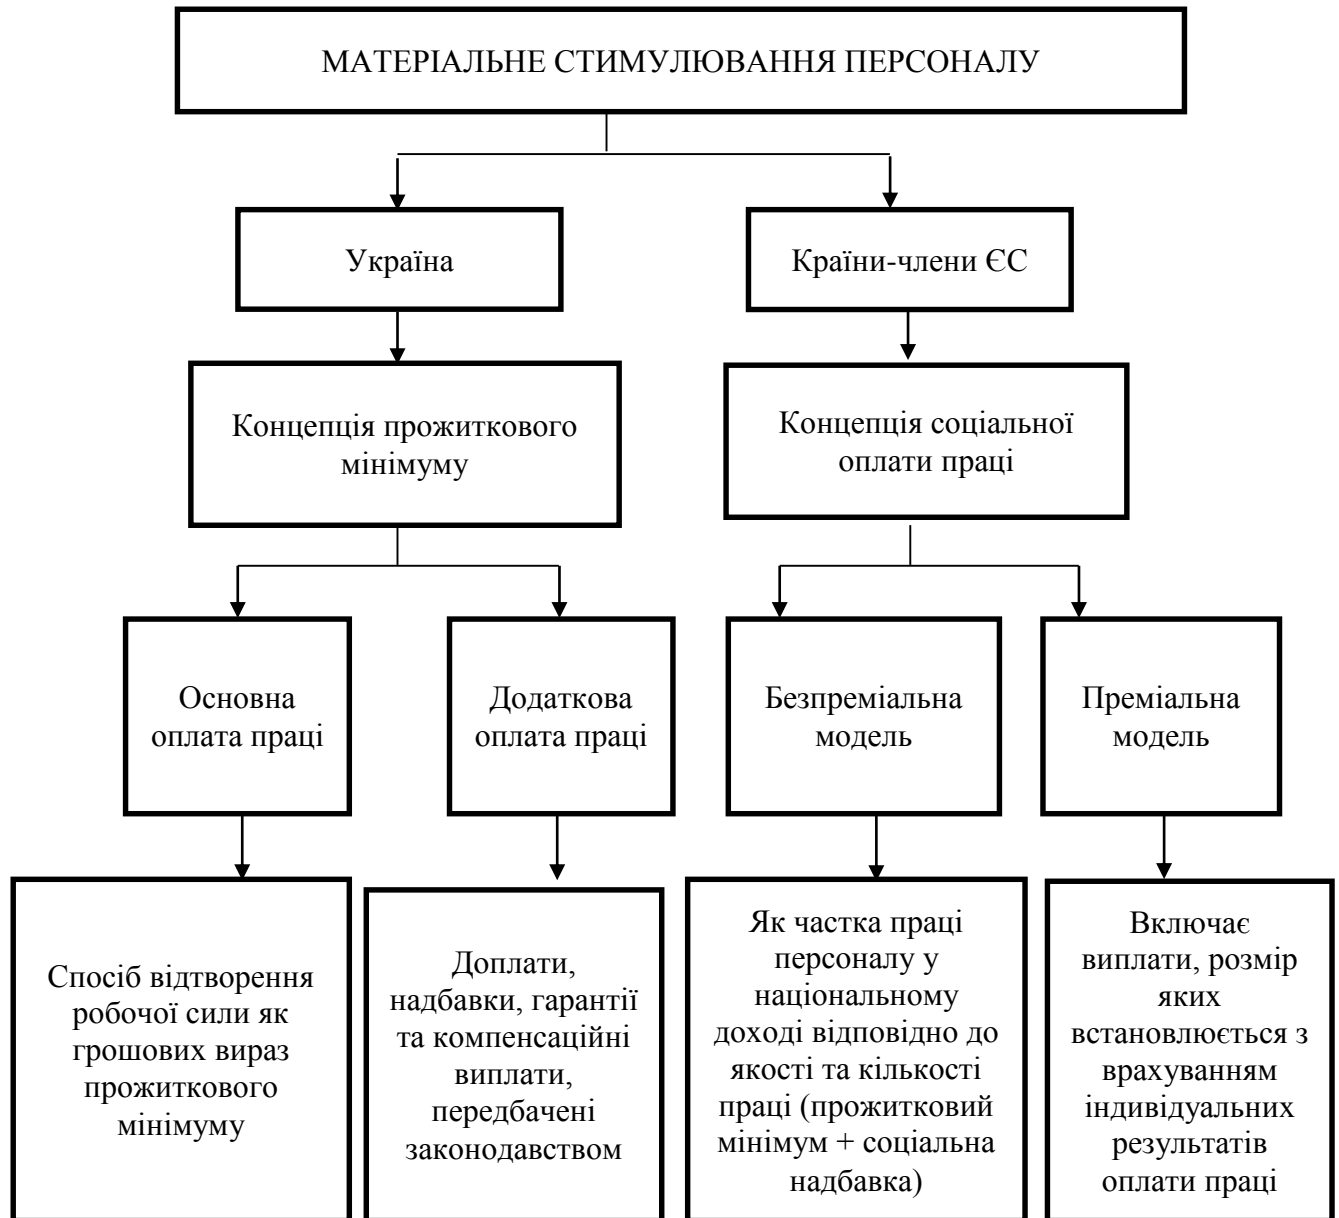 МАТЕРІАЛЬНЕ СТИМУЛЮВАННЯ ПЕРСОНАЛУ
Україна
Країни-члени ЄС
Концепція прожиткового
мінімуму
Концепція соціальної
оплати праці
Основна
оплата праці
Додаткова
оплата праці
Безпреміальна
модель
Преміальна
модель
Спосіб відтворення
робочої сили як
грошових вираз
прожиткового
мінімуму
Доплати,
надбавки, гарантії
та компенсаційні
виплати,
передбачені
законодавством
Як частка праці
персоналу у
національному
доході відповідно до
якості та кількості
праці (прожитковий
мінімум + соціальна
надбавка)
Включає
виплати, розмір
яких
встановлюється з
врахуванням
індивідуальних
результатів
оплати праці